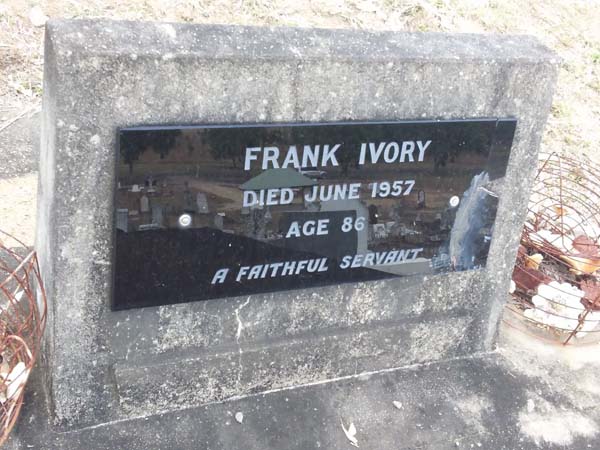 FRANK IVORY
DIED JUNE 1957
AGE 86
A FAITHFUL SERVANT